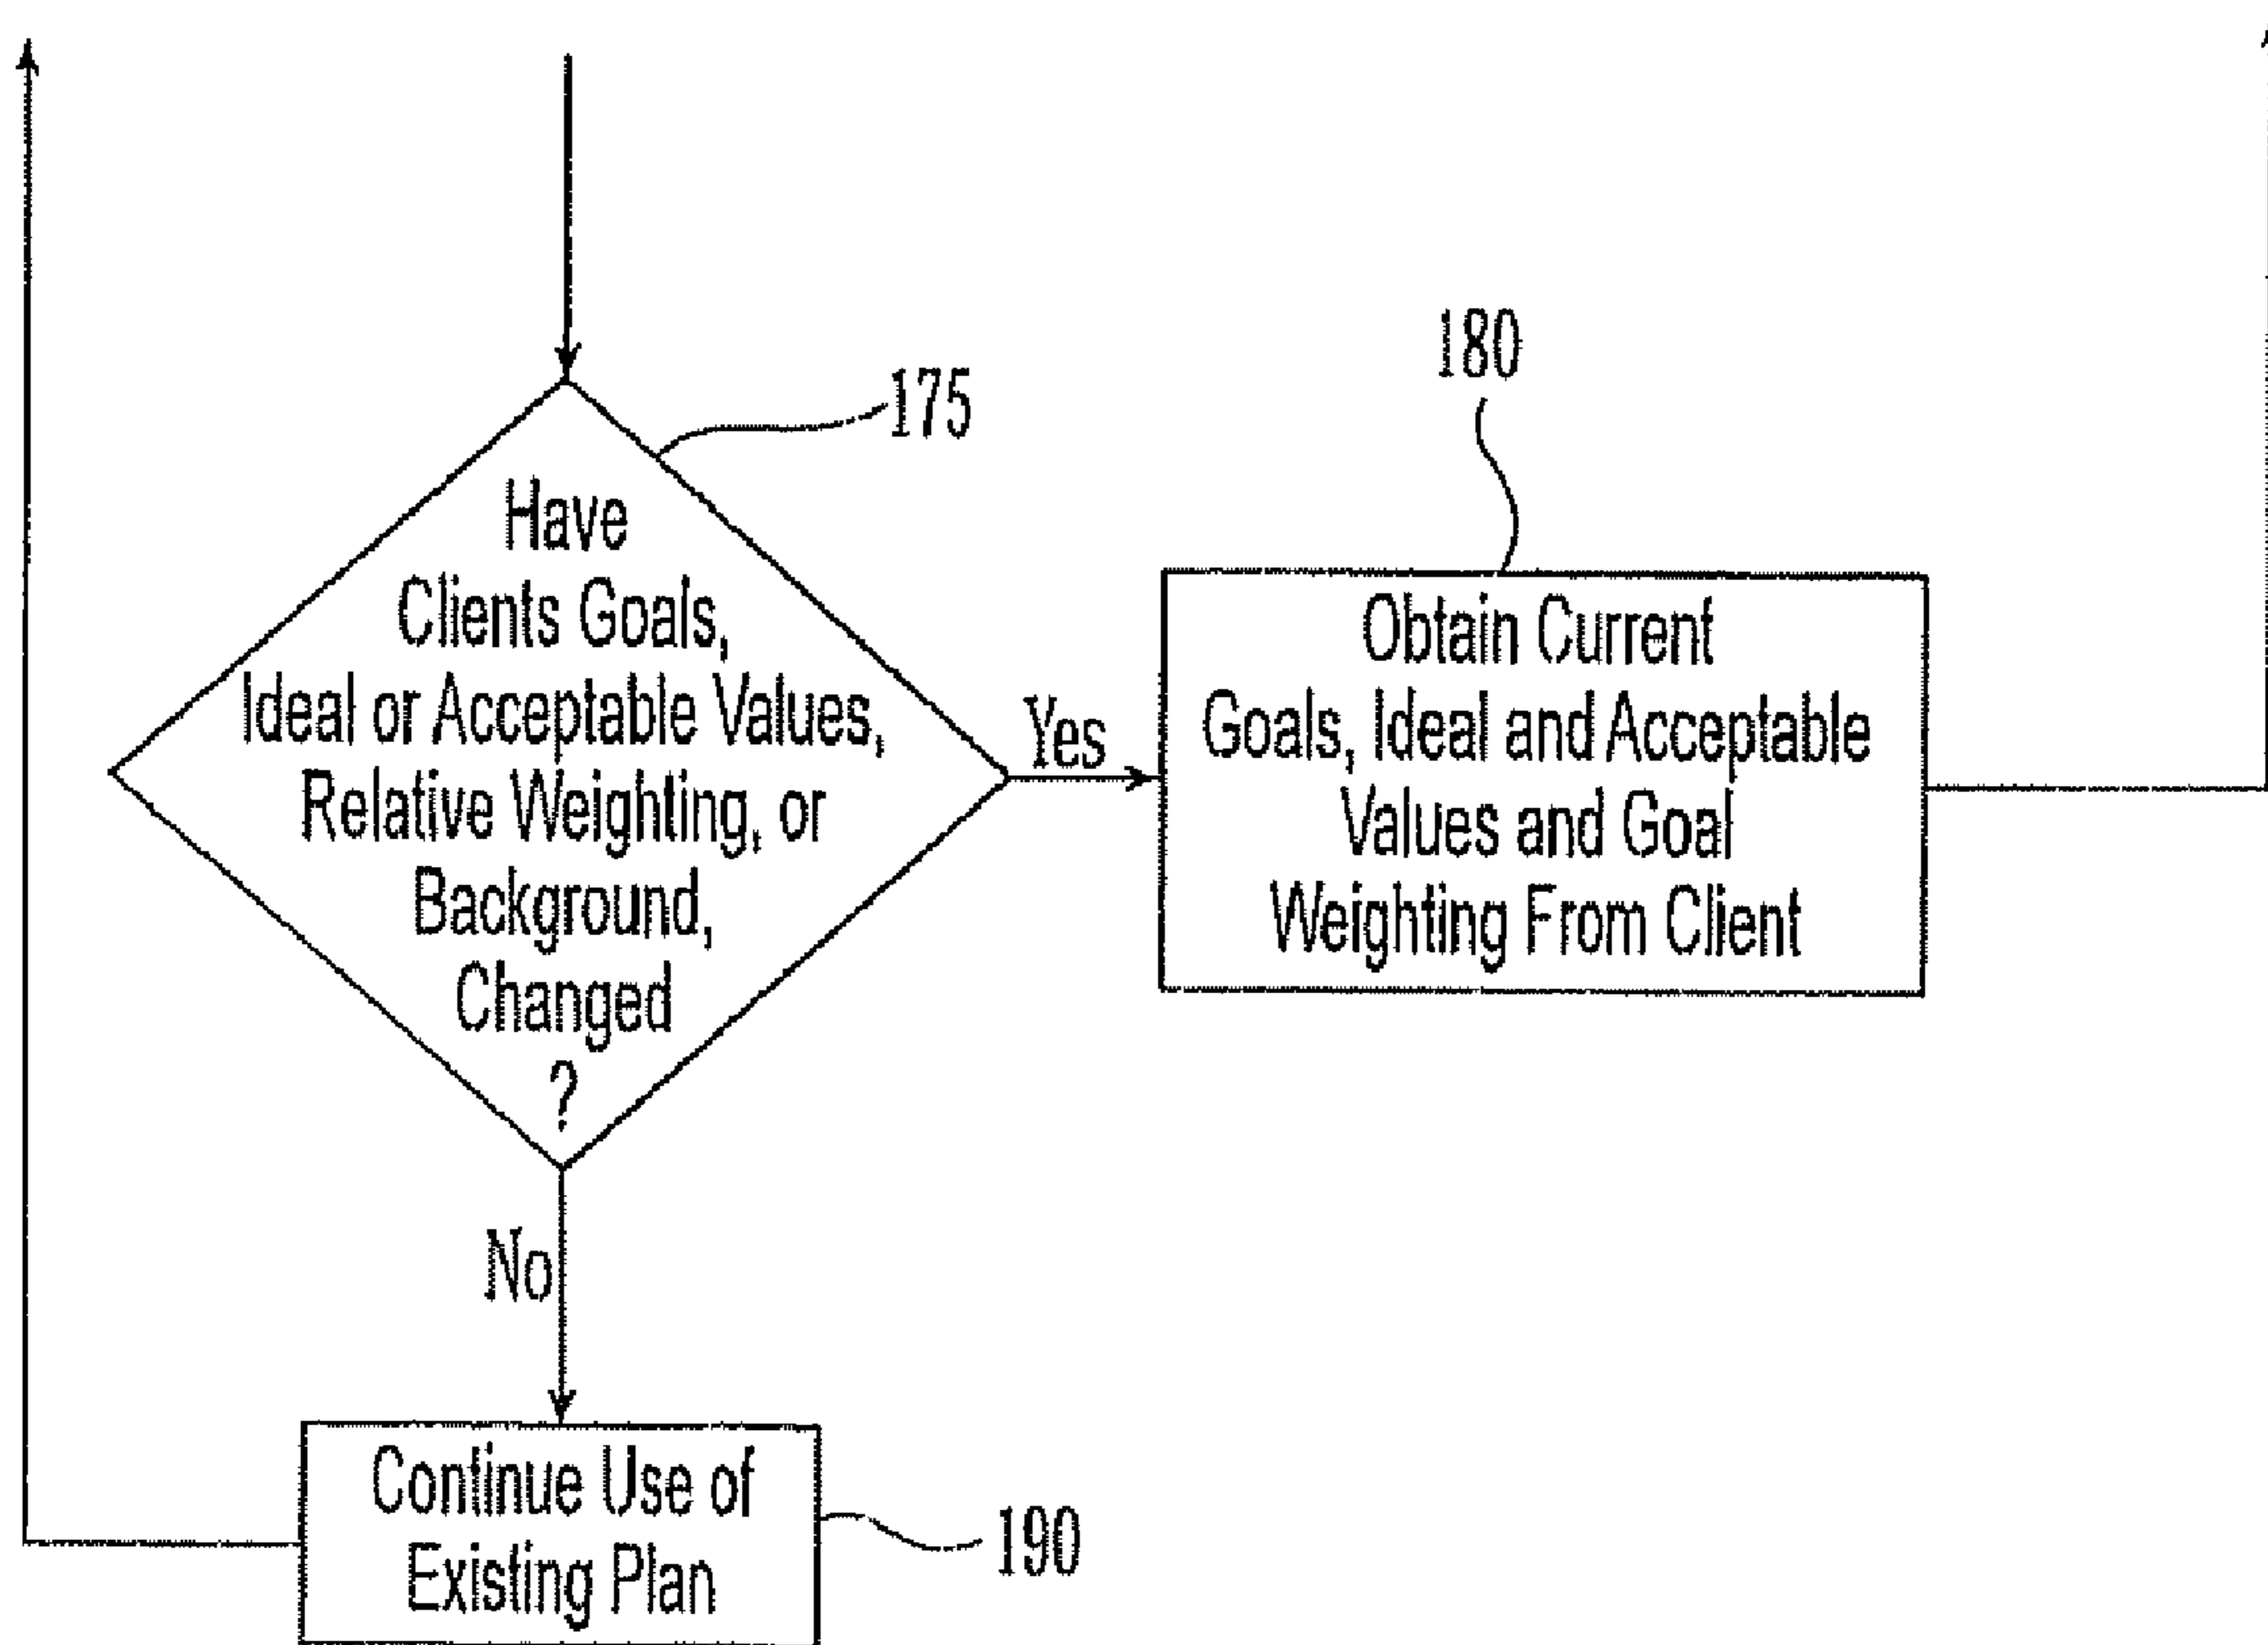 175
Have
Clients Goals,
Ideal or Acceptable Values,
Relative Weighting, or
Background,
Changed
?
Yes
180
Obtain Current
Goals, Ideal and Acceptable
Values and Goal
Weighting From Client
No
Continue Use of
Existing Plan
190